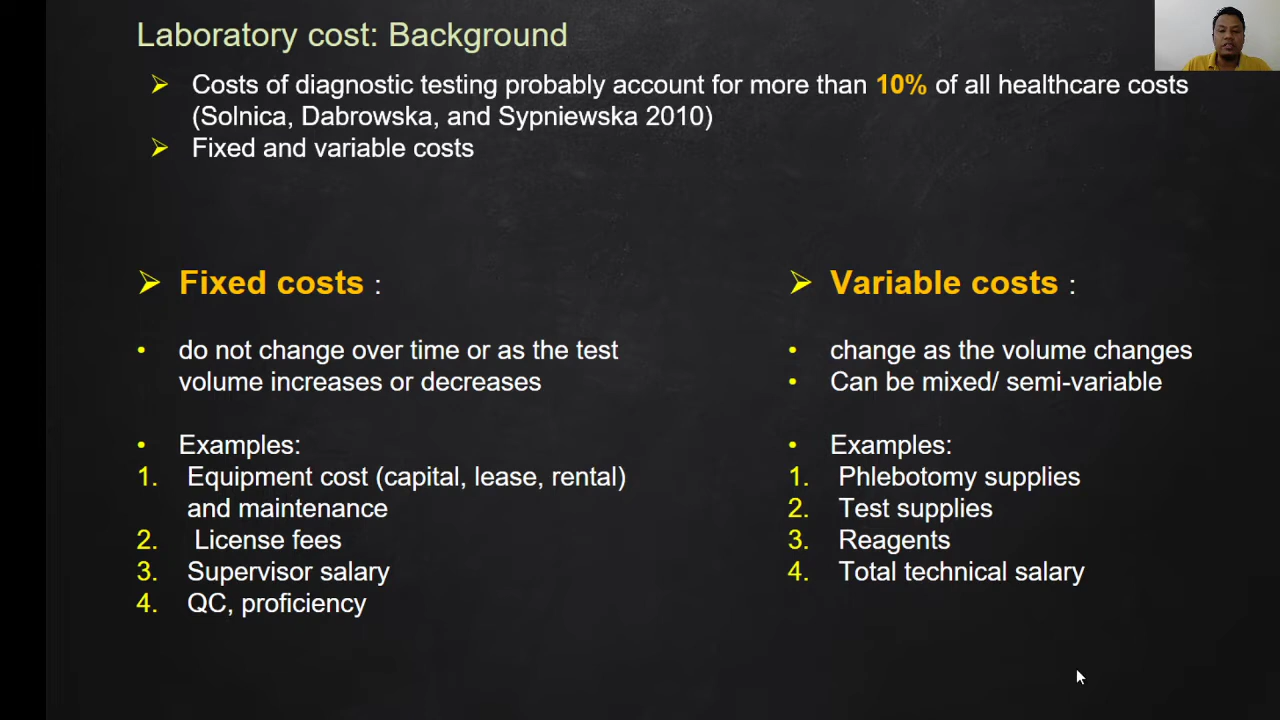 Laboratory cost: Background
Costs of diagnostic testing probably account for more than 10% of all healthcare costs
(Solnica, Dabrowska, and Sypniewska 2010)
Fixed and variable costs
Fixed costs :
do not change over time or as the test
volume increases or decreases
Examples:
1. Equipment cost (capital, lease, rental)
and maintenance
2. License fees
3. Supervisor salary
4. QC, proficiency
Variable costs :
change as the volume changes
Can be mixed/ semi-variable
Examples:
1. Phlebotomy supplies
2. Test supplies
3. Reagents
4. Total technical salary